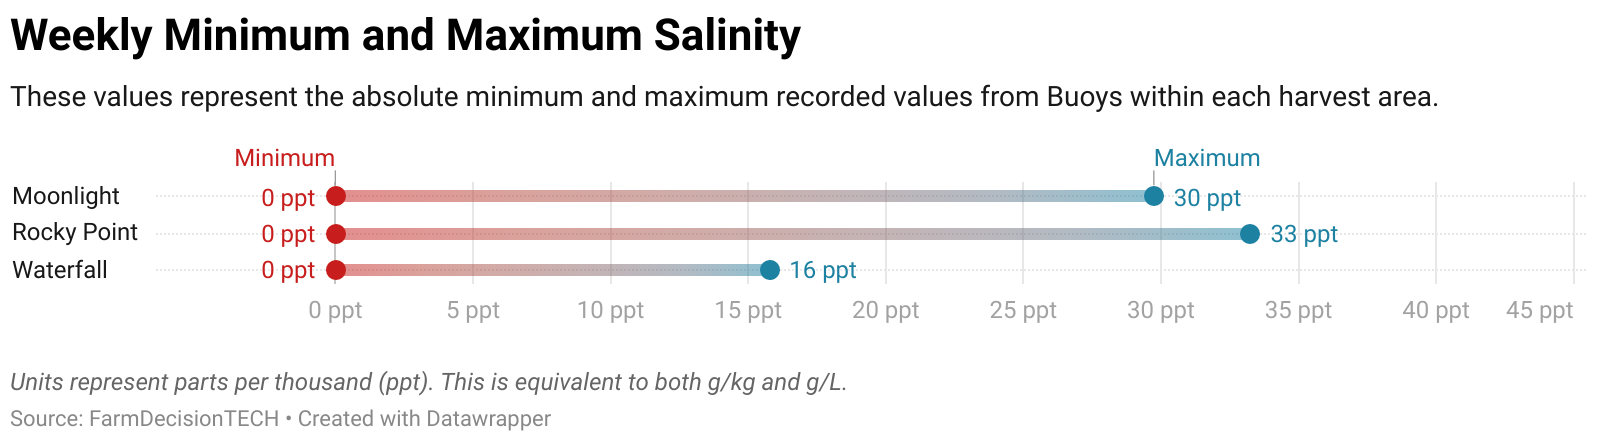 Weekly Minimum and Maximum Salinity
These values represent the absolute minimum and maximum recorded values from Buoys within each harvest area.
Minimum Maximum
Moonlight 0 ppt 30 ppt
Rocky Point 0 ppt 33 ppt
Waterfall 0 ppt 16 ppt
0 ppt 5 ppt 10 ppt 15 ppt 20 ppt 25 ppt 30 ppt 35 ppt 40 ppt 45 ppt
Units represent parts per thousand (ppt). This is equivalent to both g/kg and g/L.
Source: FarmDecisionTECH • Created with Datawrapper